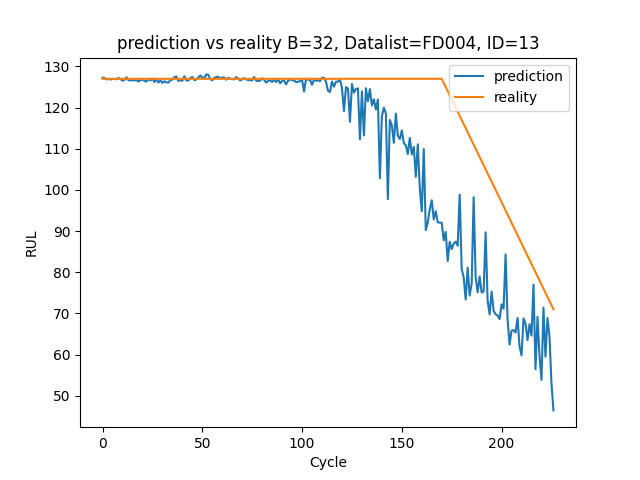 prediction vs reality B=32, Datalist=FD004, ID=13
prediction
reality
130
120
110
100
90
80
70
60
50
RUL
0
50
100
150
200
Cycle